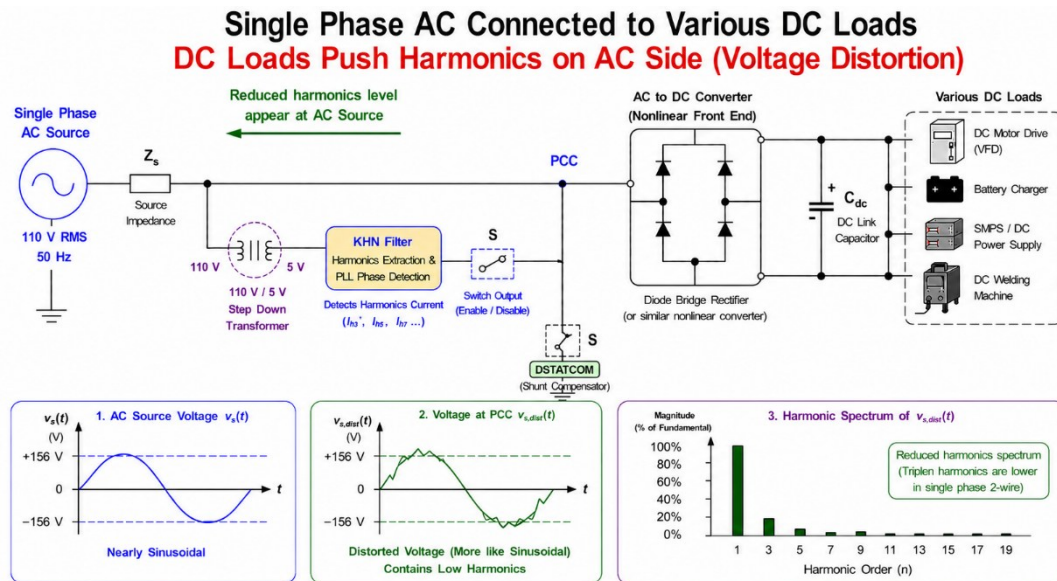 Single Phase AC Connected to Various DC Loads
DC Loads Push Harmonics on AC Side (Voltage Distortion)
Reduced harmonics level
appear at AC Source
Single Phase
AC Source
110 V RMS
50 Hz
Zs
Source
Impedance
110 V
5 V
110 V / 5 V
Step Down
Transformer
KHN Filter
Harmonics Extraction &
PLL Phase Detection
Detects Harmonics Current
(Ih3*, Ih5, Ih7 ...)
S
Switch Output
(Enable / Disable)
PCC
S
DSTATCOM
(Shunt Compensator)
AC to DC Converter
(Nonlinear Front End)
Diode Bridge Rectifier
(or similar nonlinear converter)
+
-
Cdc
DC Link
Capacitor
Various DC Loads
DC Motor Drive
(VFD)
Battery Charger
SMPS / DC
Power Supply
DC Welding
Machine
1. AC Source Voltage vs(t)
vs(t)
(V)
+156 V
0
t
−156 V
Nearly Sinusoidal
2. Voltage at PCC vs,dist(t)
vs,dist(t)
(V)
+156 V
0
t
−156 V
Distorted Voltage (More like Sinusoidal)
Contains Low Harmonics
3. Harmonic Spectrum of vs,dist(t)
Magnitude
(% of Fundamental)
100%
80%
60%
40%
20%
0%
Reduced harmonics spectrum
(Triplen harmonics are lower
in single phase 2-wire)
1 3 5 7 9 11 13 15 17 19
Harmonic Order (n)